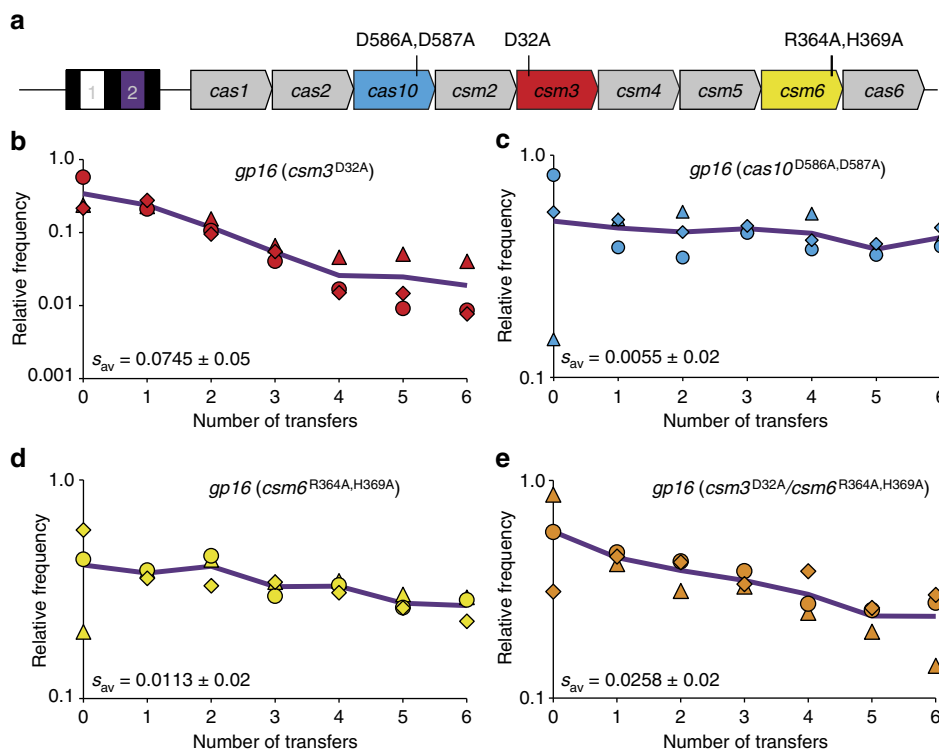 a
D586A,D587A D32A R364A,H369A
1 2 cas1 cas2 cas10 csm2 csm3 csm4 csm5 csm6 cas6
b
gp16 (csm3D32A)
Relative frequency
1.0
0.1
0.01
0.001
sav = 0.0745 ± 0.05
0 1 2 3 4 5 6
Number of transfers
c
gp16 (cas10D586A,D587A)
Relative frequency
1.0
0.1
sav = 0.0055 ± 0.02
0 1 2 3 4 5 6
Number of transfers
d
gp16 (csm6R364A,H369A)
Relative frequency
1.0
0.1
sav = 0.0113 ± 0.02
0 1 2 3 4 5 6
Number of transfers
e
gp16 (csm3D32A/csm6R364A,H369A)
Relative frequency
1.0
0.1
sav = 0.0258 ± 0.02
0 1 2 3 4 5 6
Number of transfers